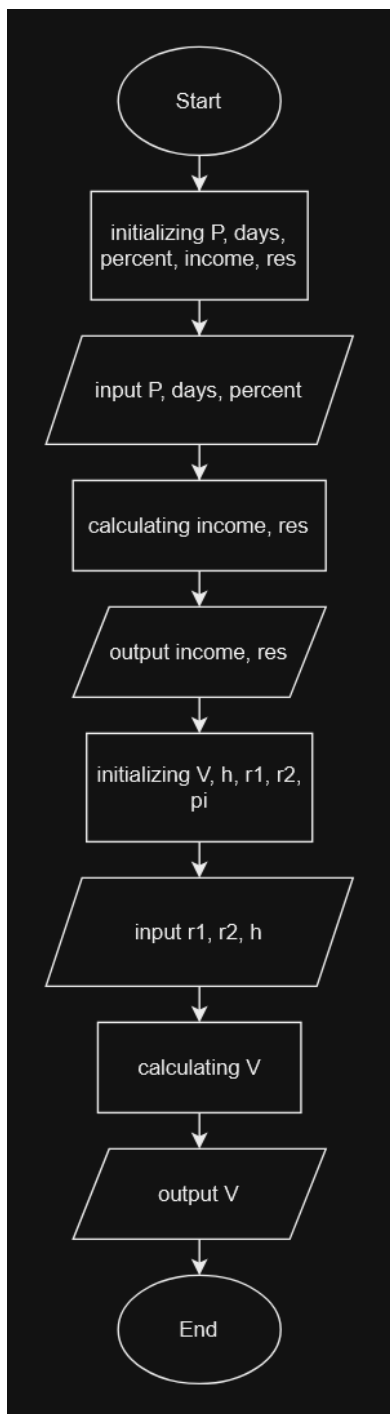 Start
initializing P, days,
percent, income, res
input P, days, percent
calculating income, res
output income, res
initializing V, h, r1, r2,
pi
input r1, r2, h
calculating V
output V
End